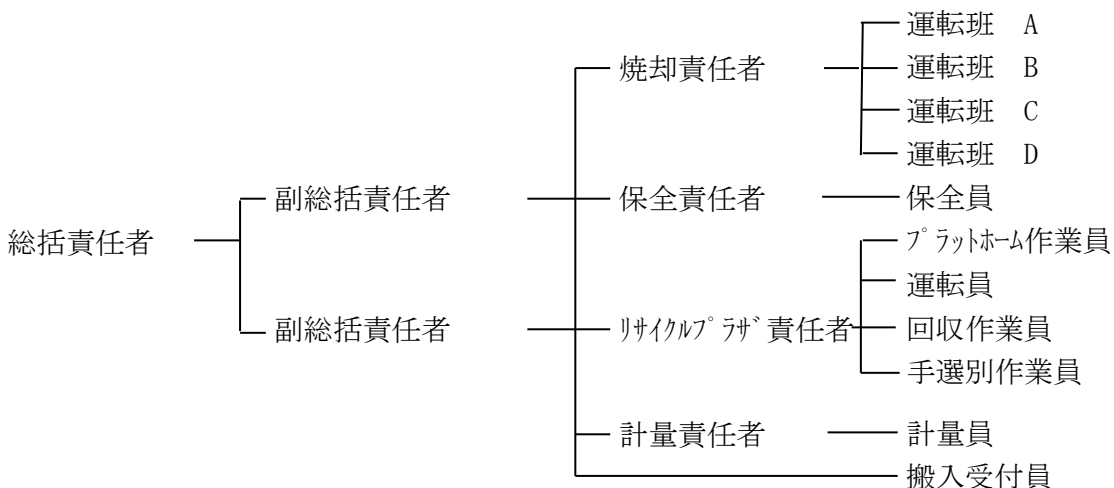 運転班　A
焼却責任者
運転班　B
運転班　C
運転班　D
副総括責任者
保全責任者
保全員
総括責任者
ﾌﾟﾗｯﾄﾎｰﾑ作業員
運転員
副総括責任者
ﾘｻｲｸﾙﾌﾟﾗｻﾞ責任者
回収作業員
手選別作業員
計量責任者
計量員
搬入受付員